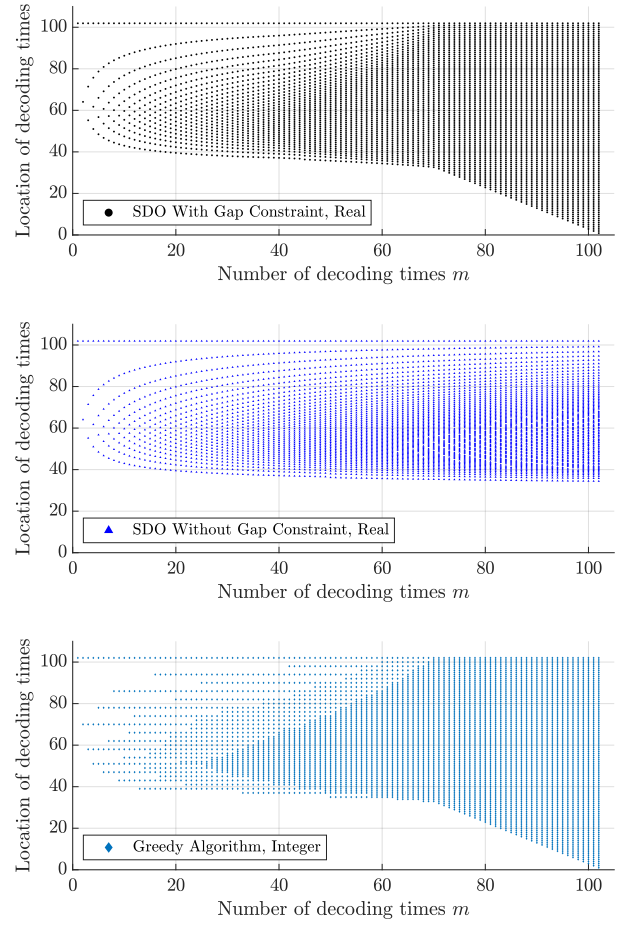 Location of decoding times
100
80
60
40
20
0
SDO With Gap Constraint, Real
0 20 40 60 80 100
Number of decoding times m
Location of decoding times
100
80
60
40
20
0
SDO Without Gap Constraint, Real
0 20 40 60 80 100
Number of decoding times m
Location of decoding times
100
80
60
40
20
0
Greedy Algorithm, Integer
0 20 40 60 80 100
Number of decoding times m